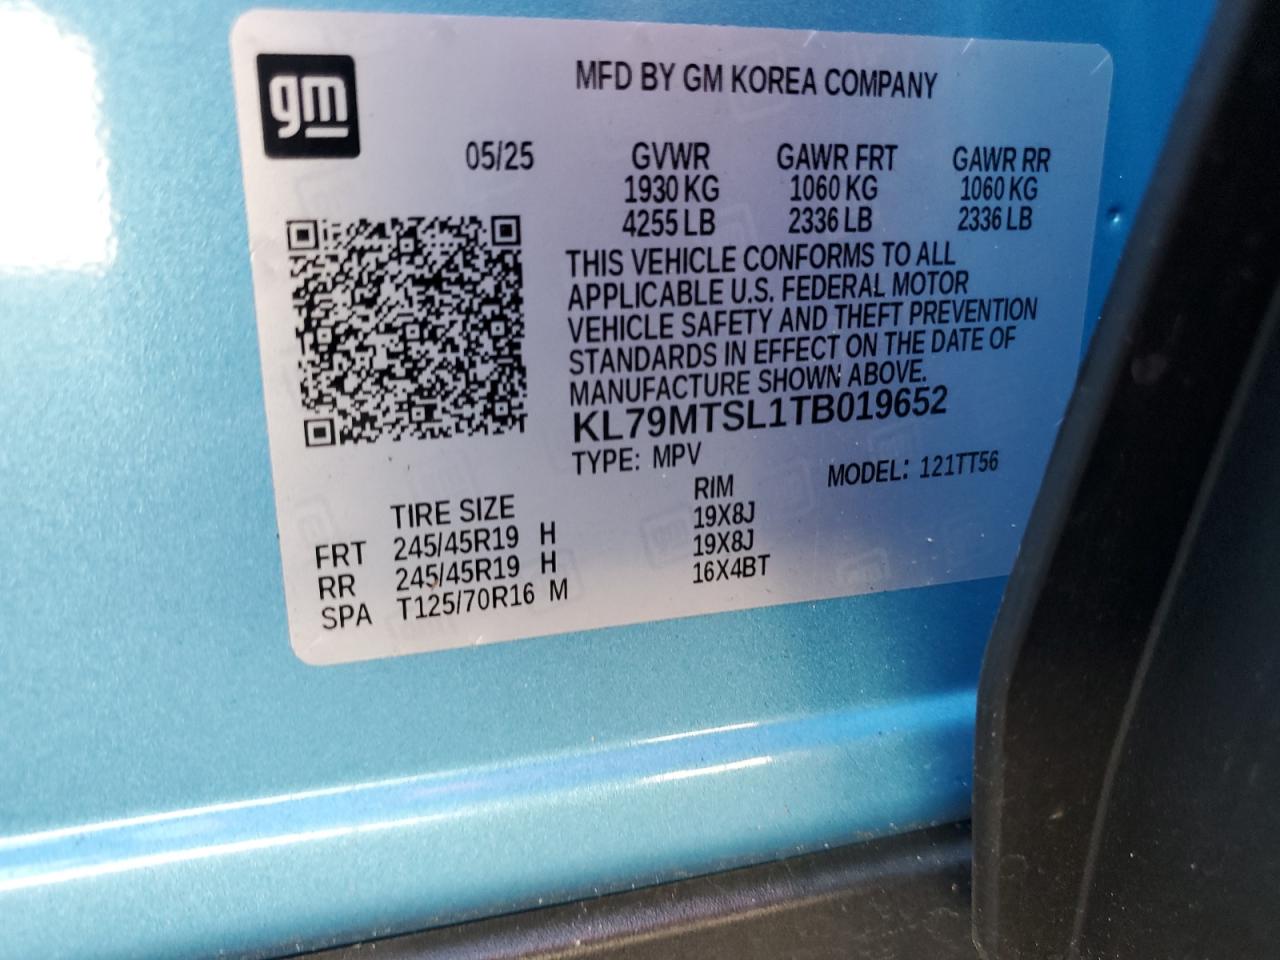 gm
MFD BY GM KOREA COMPANY
05/25 GVWR GAWR FRT GAWR RR
1930 KG 1060 KG 1060 KG
4255 LB 2336 LB 2336 LB
THIS VEHICLE CONFORMS TO ALL
APPLICABLE U.S. FEDERAL MOTOR
VEHICLE SAFETY AND THEFT PREVENTION
STANDARDS IN EFFECT ON THE DATE OF
MANUFACTURE SHOWN ABOVE.
KL79MTSL1TB019652
TYPE: MPV MODEL: 121TT56
TIRE SIZE RIM
FRT 245/45R19 H 19X8J
RR 245/45R19 H 19X8J
SPA T125/70R16 M 16X4BT